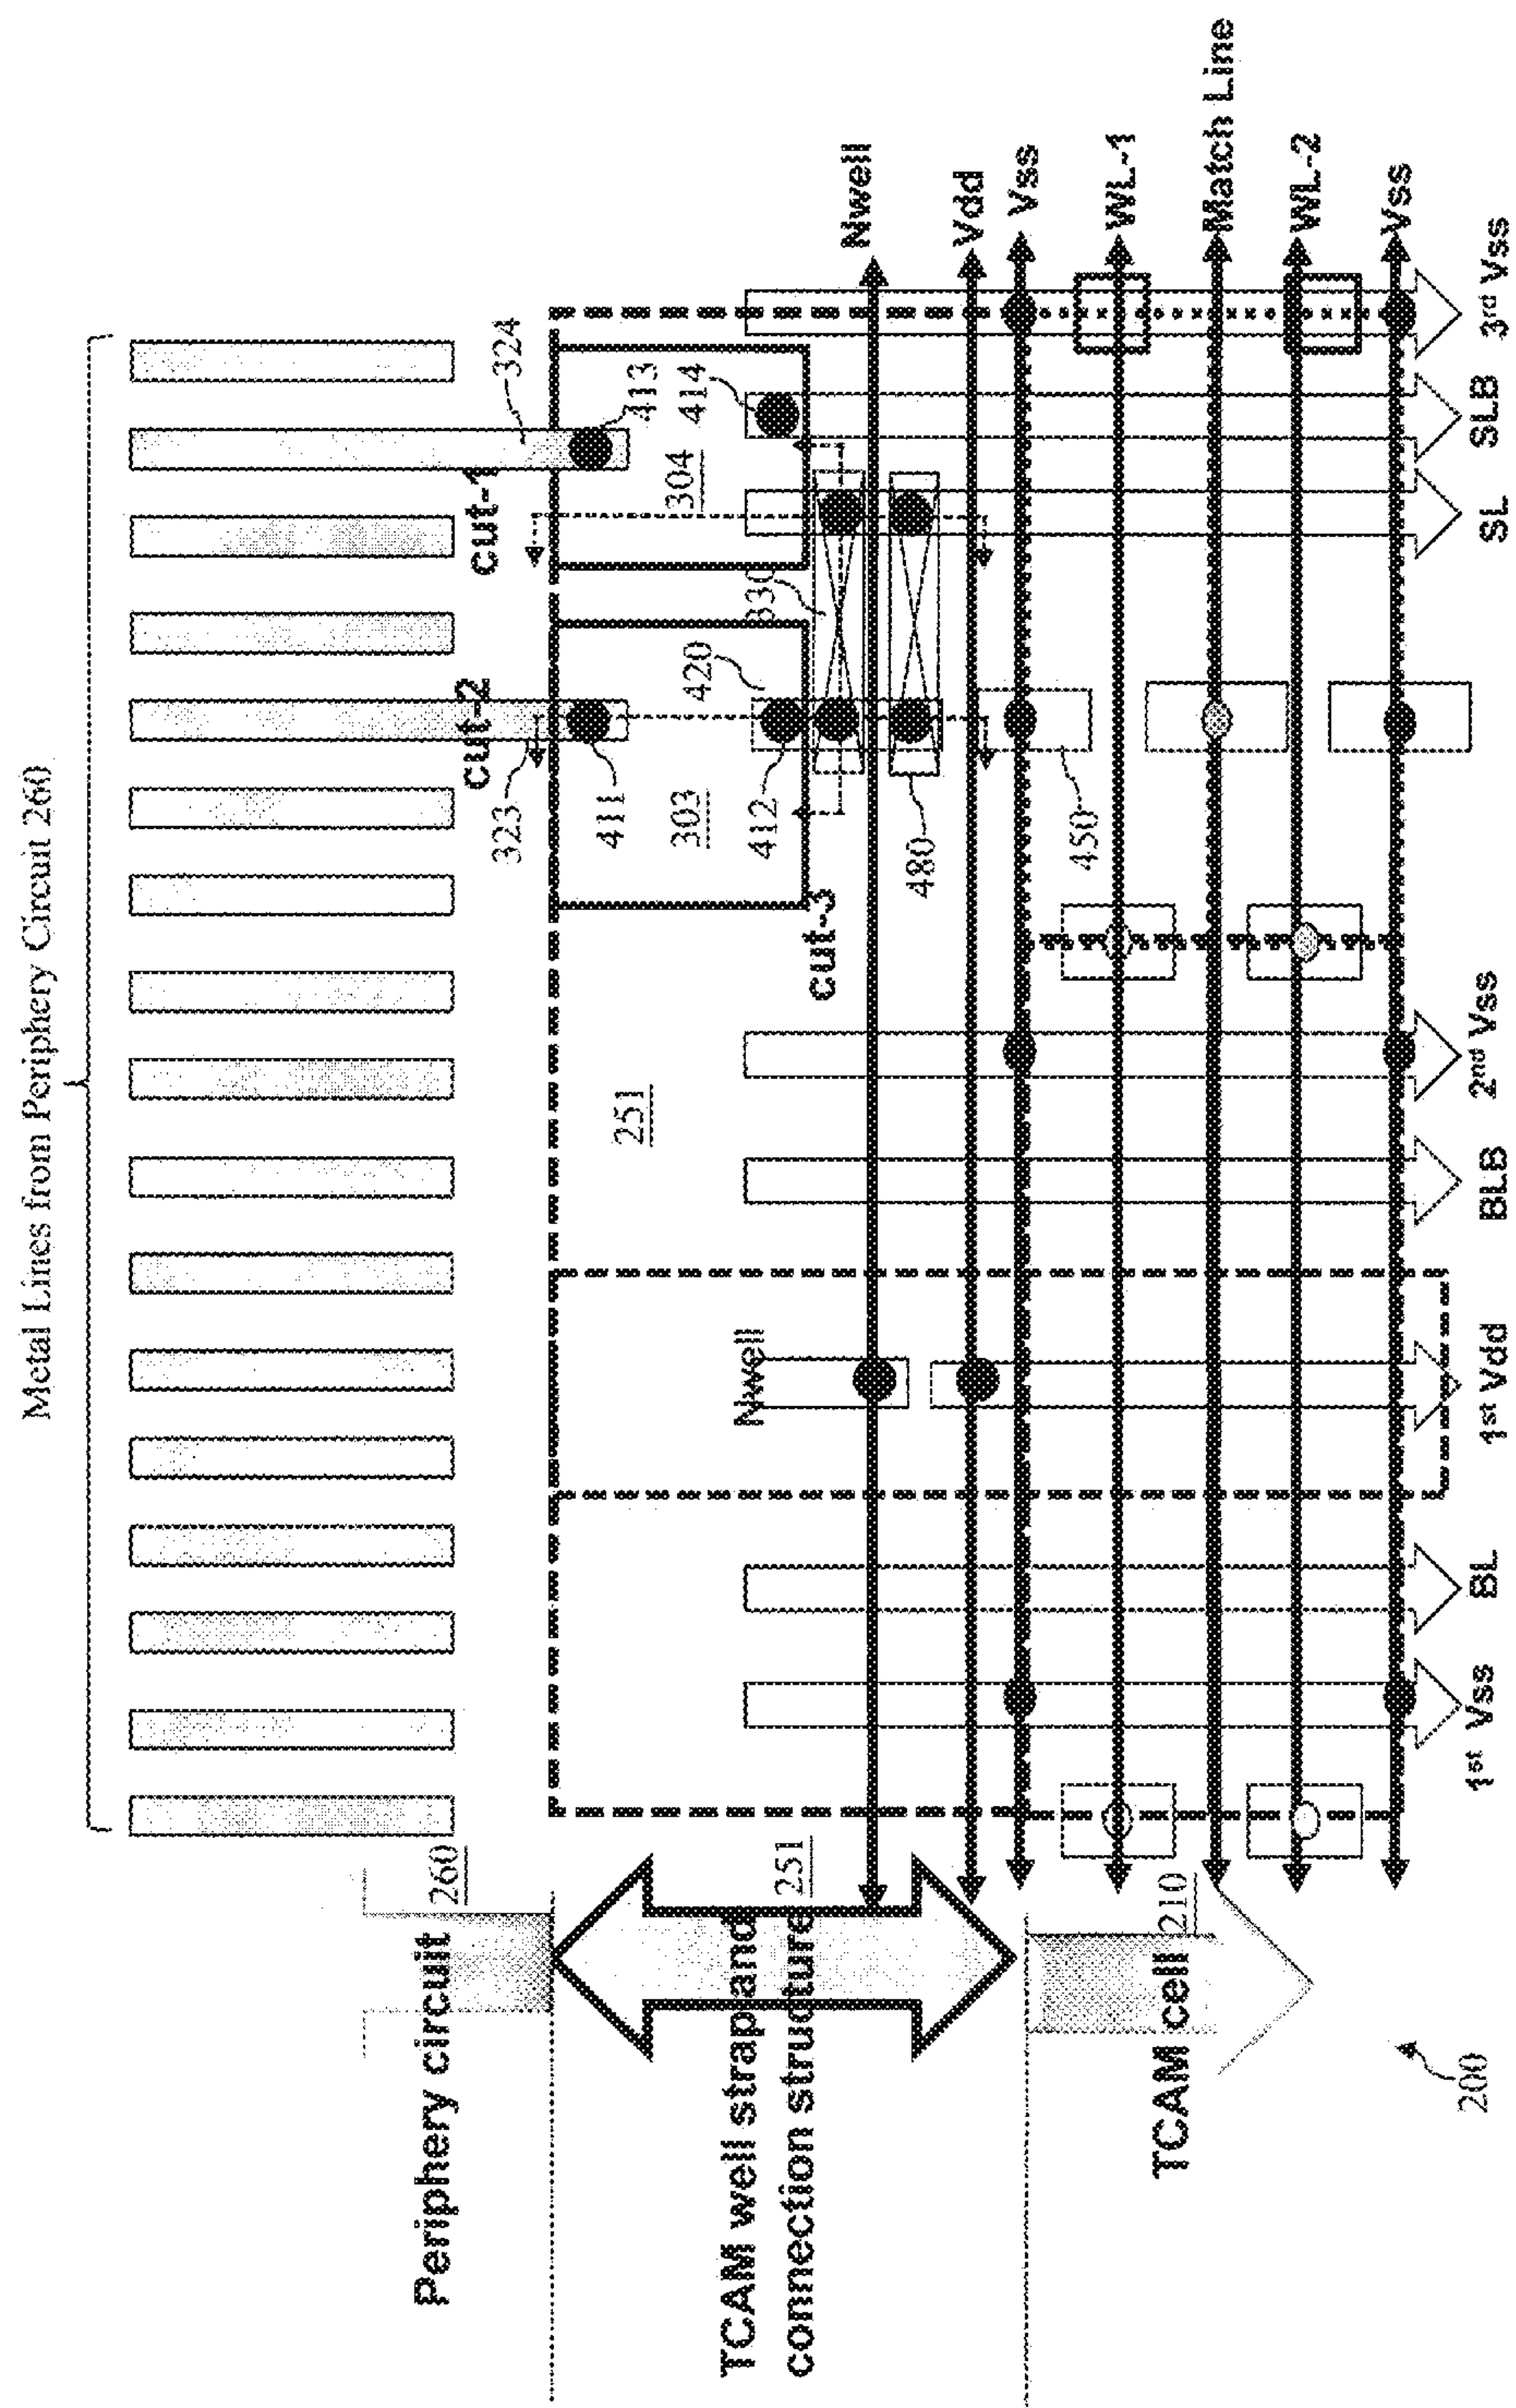 Metal Lines from Periphery Circuit 260
Periphery circuit 260
TCAM well strap and
connection structure 251
TCAM cell 210
200
cut-1
324
cut-2
323
413
414
304
411
303
412
420
330
480
450
cut-3
251
Nwell
Nwell
Vdd
Vss
WL-1
Match Line
WL-2
Vss
1st Vss
BL
1st Vdd
BLB
2nd Vss
SL
SLB
3rd Vss